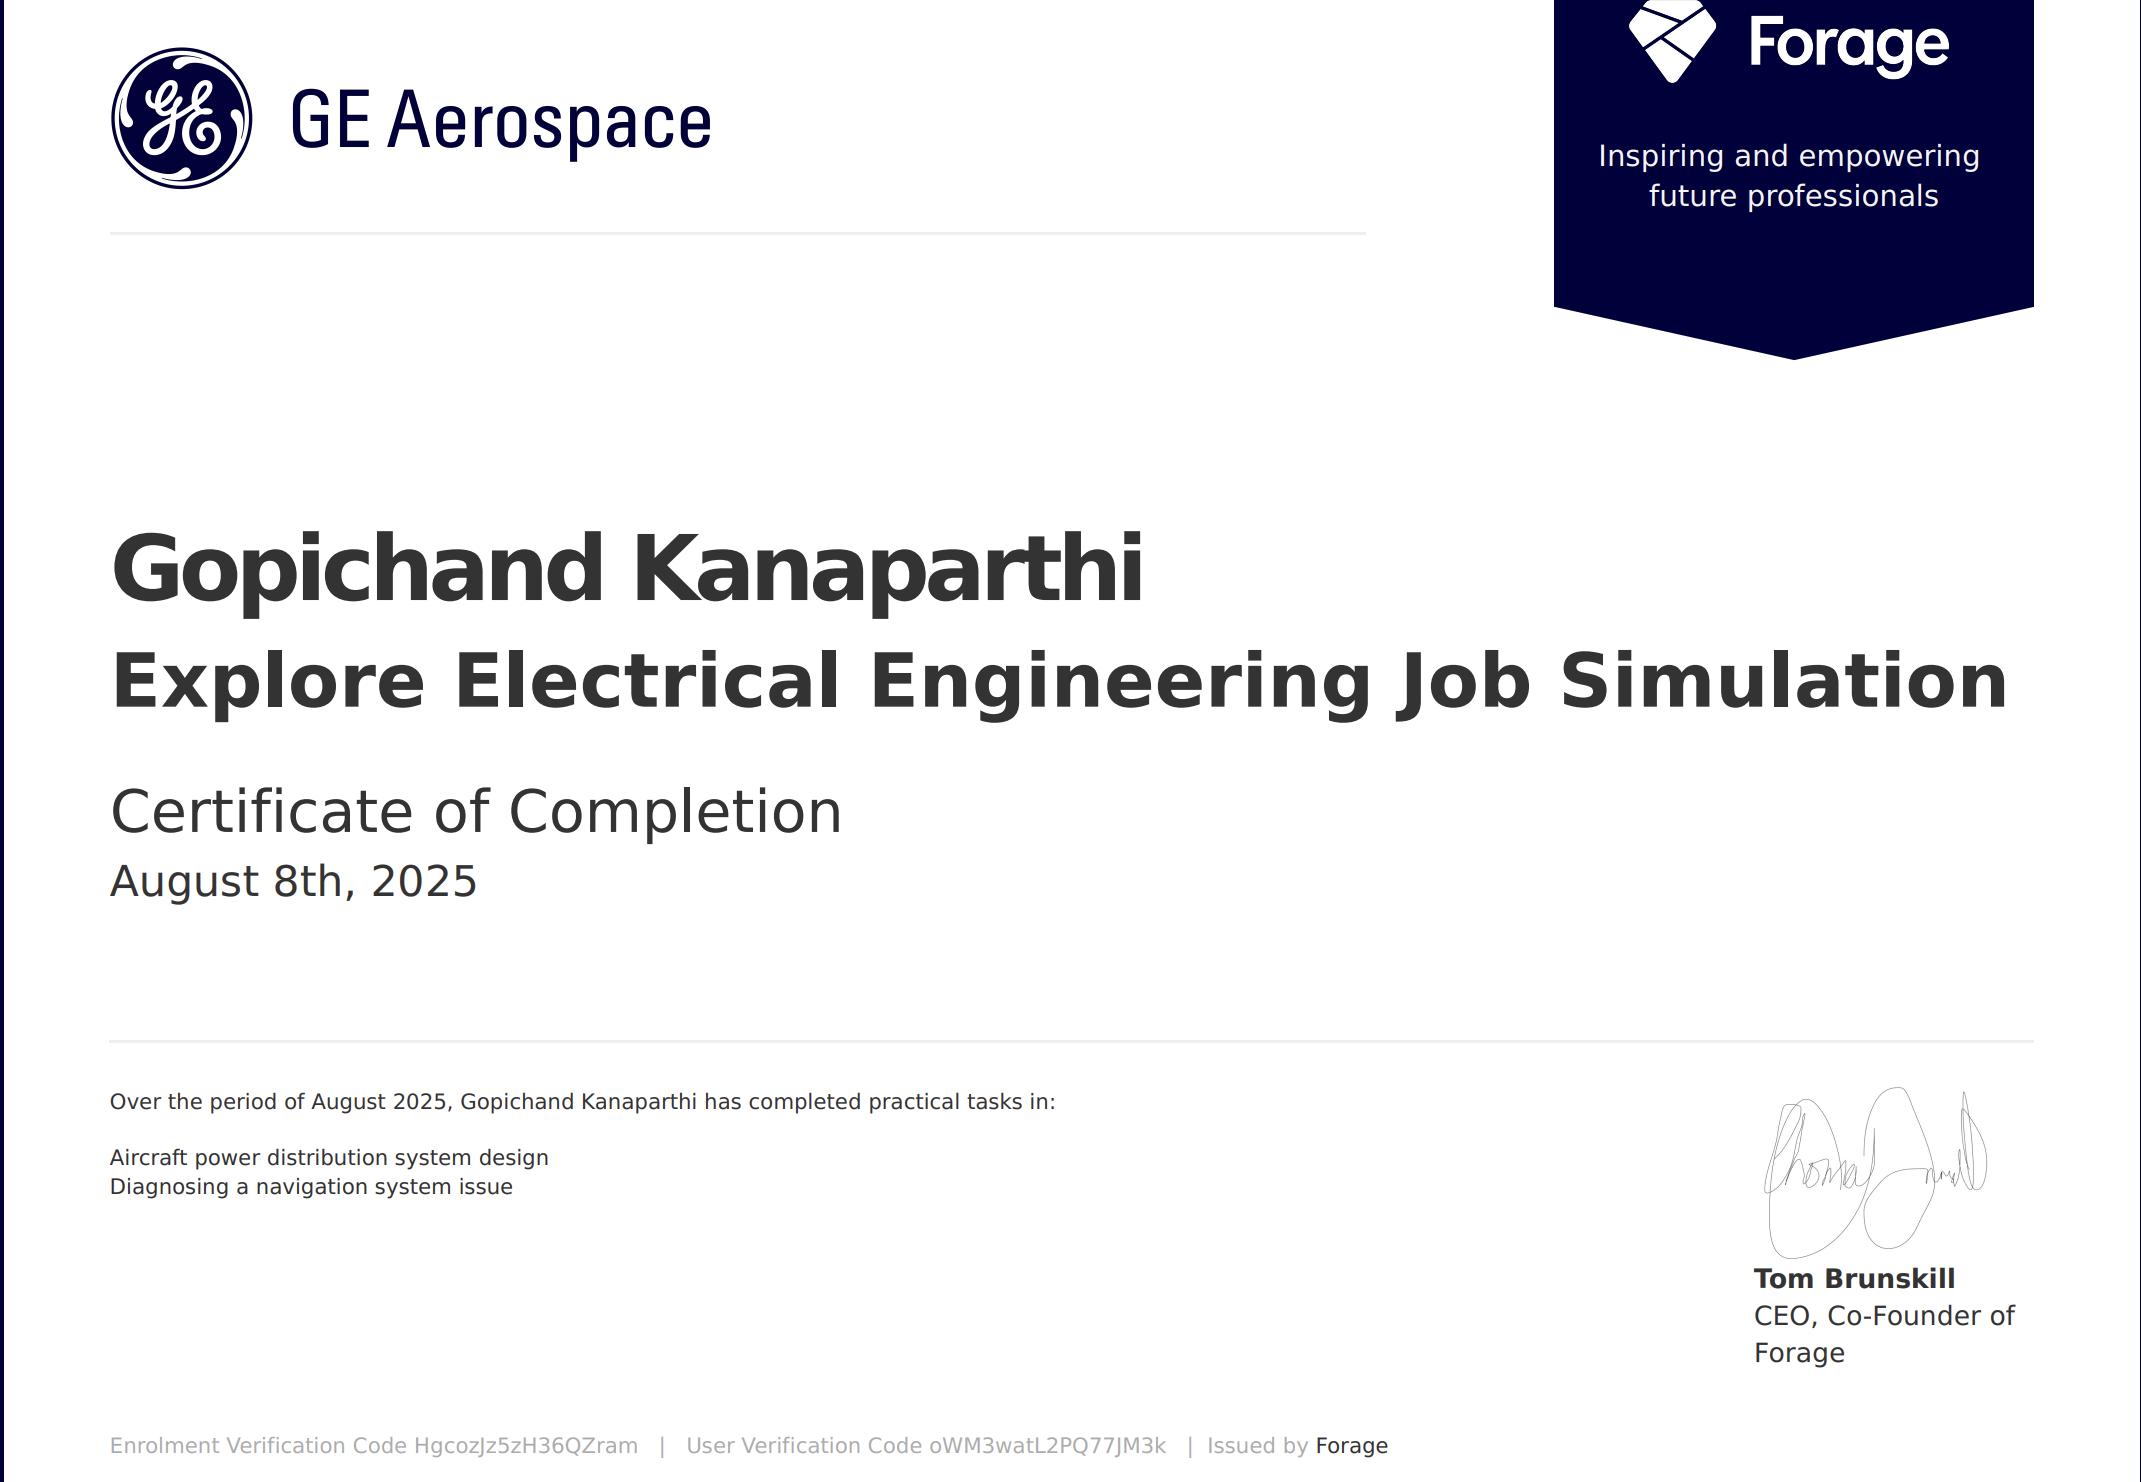 GE Aerospace
Forage
Inspiring and empowering
future professionals
Gopichand Kanaparthi
Explore Electrical Engineering Job Simulation
Certificate of Completion
August 8th, 2025
Over the period of August 2025, Gopichand Kanaparthi has completed practical tasks in:
Aircraft power distribution system design
Diagnosing a navigation system issue
Tom Brunskill
CEO, Co-Founder of
Forage
Enrolment Verification Code HgcozJz5zH36QZram | User Verification Code oWM3watL2PQ77JM3k | Issued by Forage